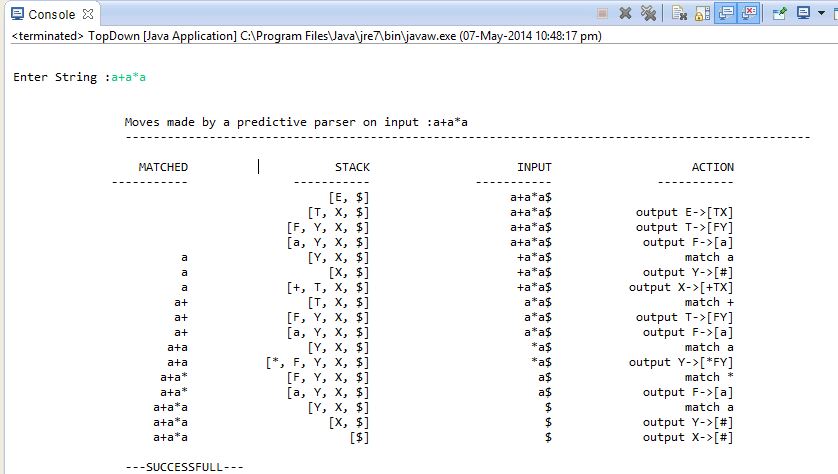 Console
<terminated> TopDown [Java Application] C:\Program Files\Java\jre7\bin\javaw.exe (07-May-2014 10:48:17 pm)
Enter String :a+a*a
Moves made by a predictive parser on input :a+a*a
-------------------------------------------------------------------------------------------
MATCHED STACK INPUT ACTION
----------- ----------- ----------- -----------
[E, $] a+a*a$
[T, X, $] a+a*a$ output E->[TX]
[F, Y, X, $] a+a*a$ output T->[FY]
[a, Y, X, $] a+a*a$ output F->[a]
a [Y, X, $] +a*a$ match a
a [X, $] +a*a$ output Y->[#]
a [+, T, X, $] +a*a$ output X->[+TX]
a+ [T, X, $] a*a$ match +
a+ [F, Y, X, $] a*a$ output T->[FY]
a+ [a, Y, X, $] a*a$ output F->[a]
a+a [Y, X, $] *a$ match a
a+a [*, F, Y, X, $] *a$ output Y->[*FY]
a+a* [F, Y, X, $] a$ match *
a+a* [a, Y, X, $] a$ output F->[a]
a+a*a [Y, X, $] $ match a
a+a*a [X, $] $ output Y->[#]
a+a*a [$] $ output X->[#]
---SUCCESSFULL---